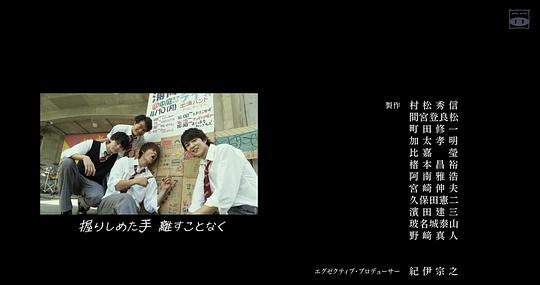 製作 村松秀信
間宮登良松
町田修一
加太孝明
比嘉瑩
楮本昌裕
阿南雅浩
宮崎伸夫
久保田憲二
濱田建三
玻名城泰山
野﨑真人
エグゼクティブ・プロデューサー 紀伊宗之
握りしめた手 離すことなく